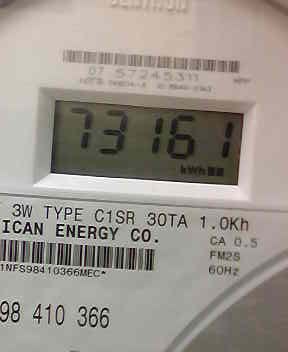 CENTRON
07 57245311
73161
kWh
3W TYPE C1SR 30TA 1.0Kh
ICAN ENERGY CO.
CA 0.5
1NFS98410366MEC*
FM2S
60Hz
98 410 366